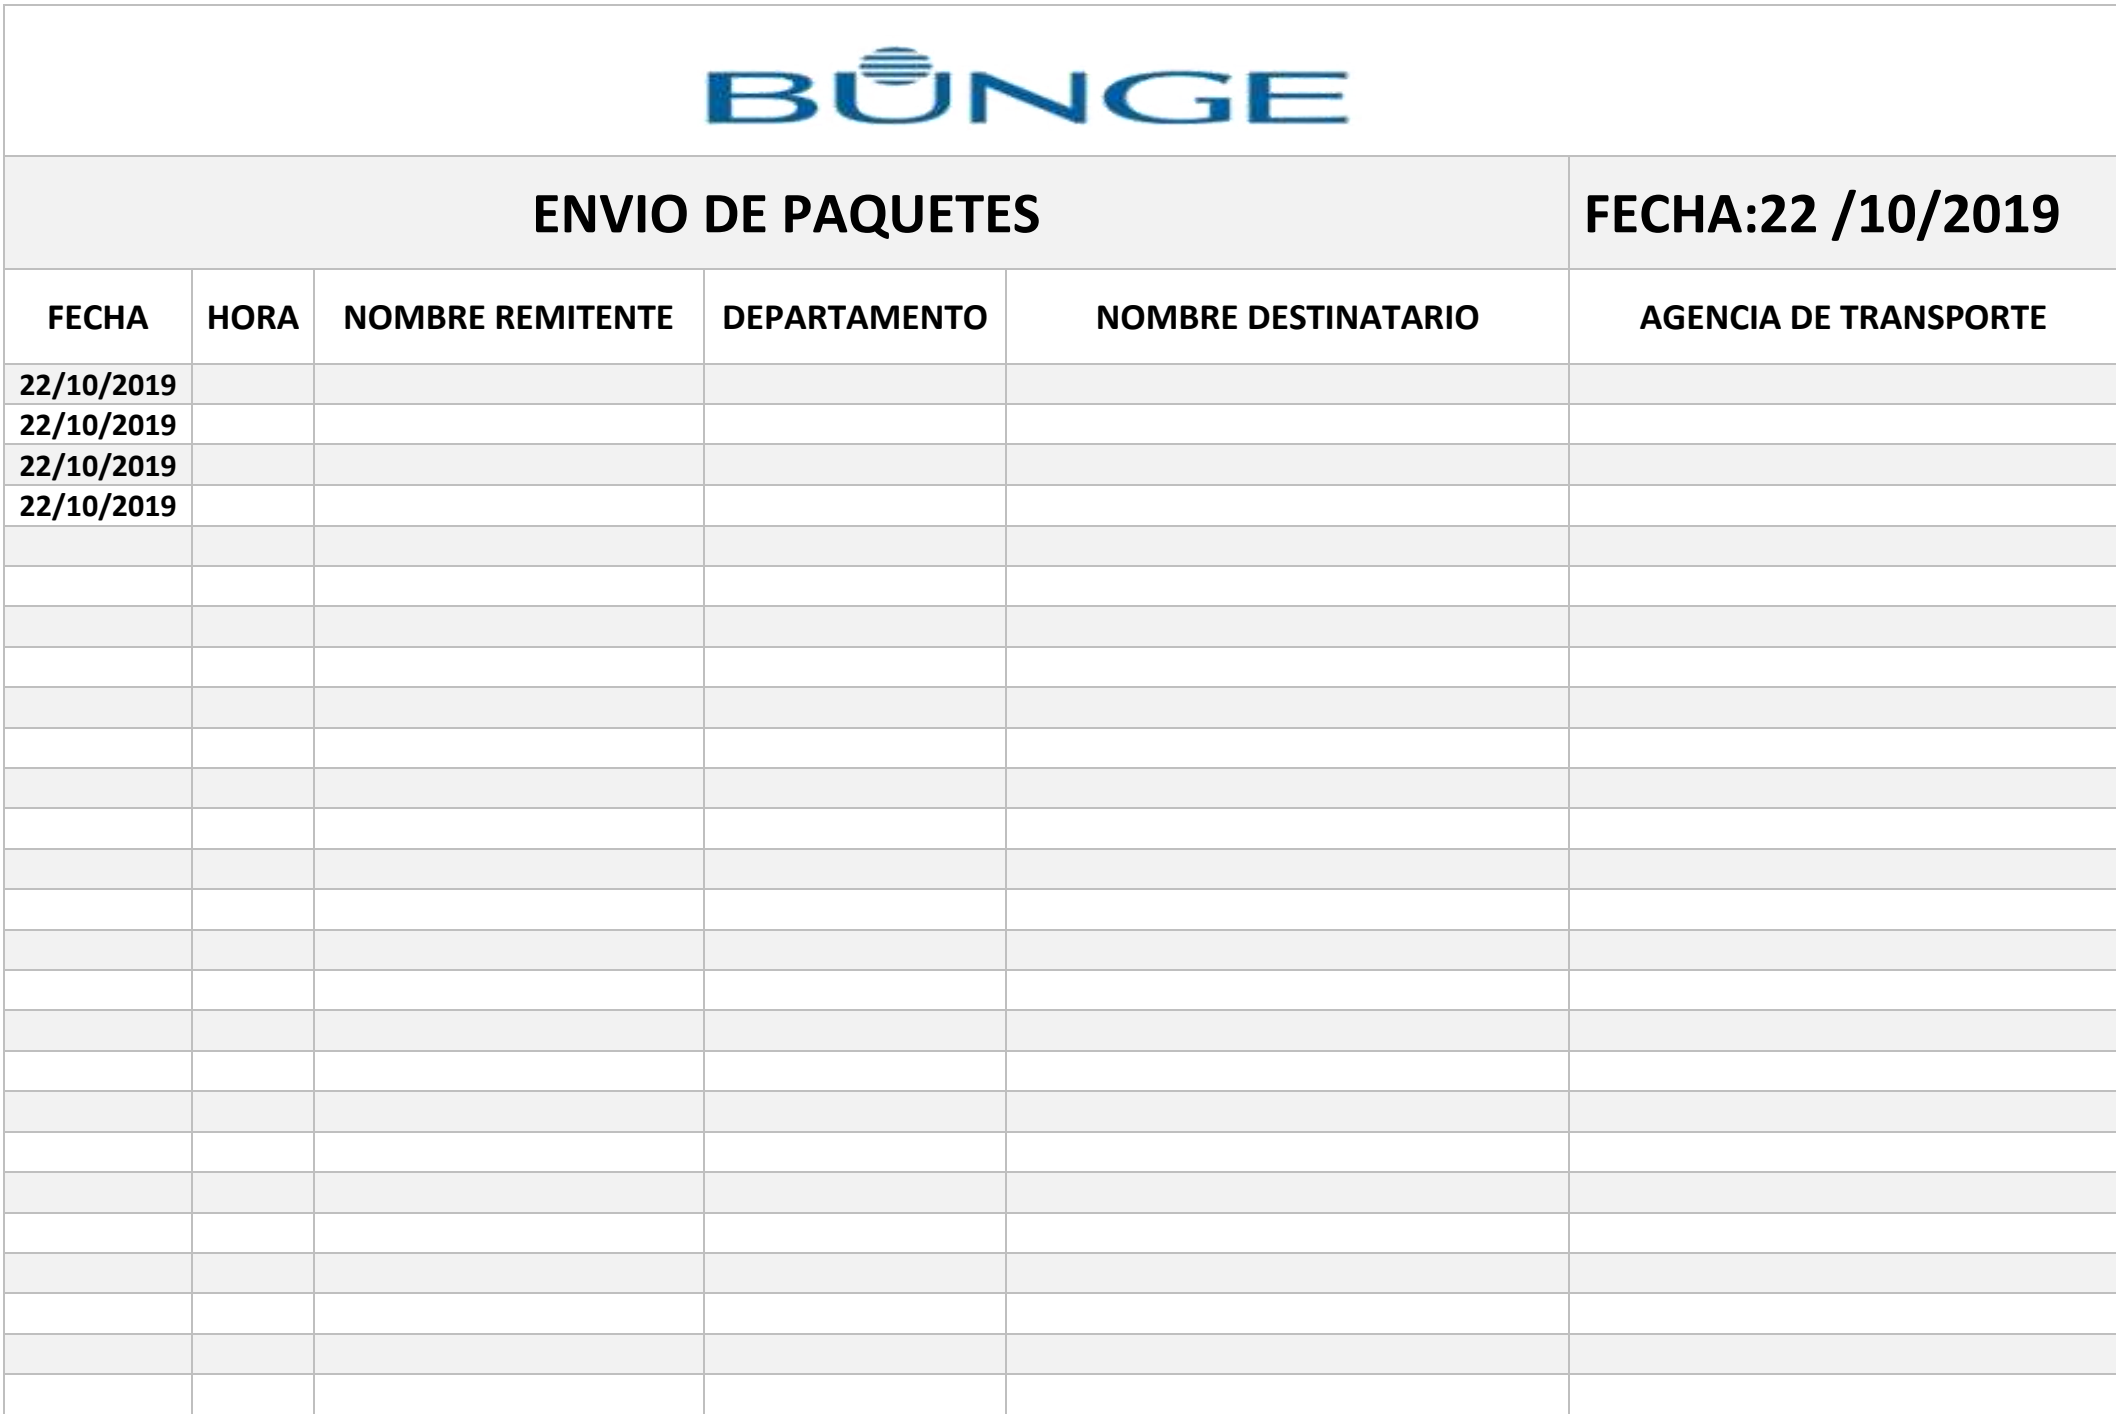 BUNGE
ENVIO DE PAQUETES FECHA:22 /10/2019
FECHA HORA NOMBRE REMITENTE DEPARTAMENTO NOMBRE DESTINATARIO AGENCIA DE TRANSPORTE
22/10/2019
22/10/2019
22/10/2019
22/10/2019